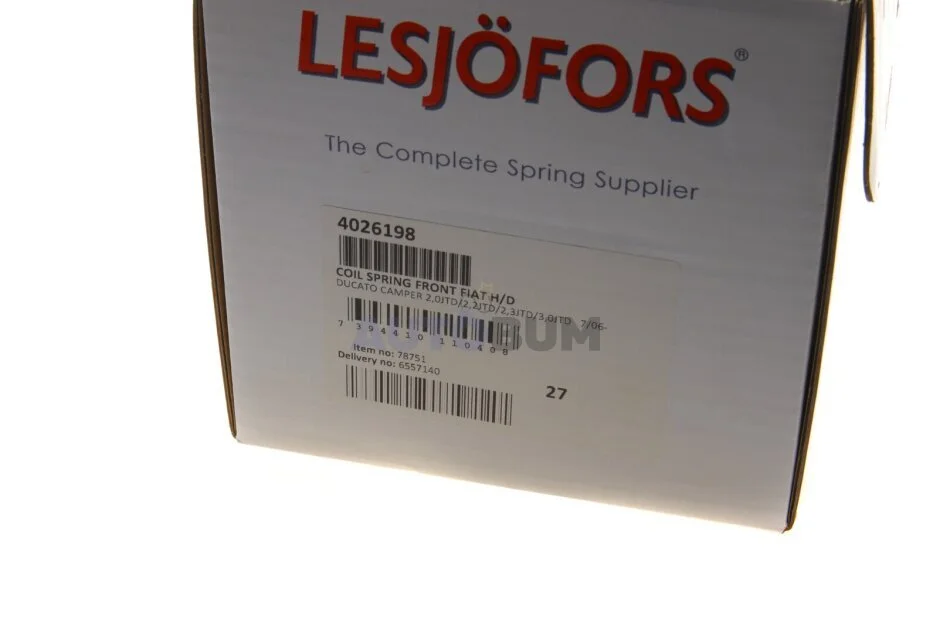 LESJÖFORS®
The Complete Spring Supplier
4026198
COIL SPRING FRONT FIAT H/D
DUCATO CAMPER 2,0JTD/2,2JTD/2,3JTD/3,0JTD 7/06-
7 394410 110408
AUTOBUM
Item no: 78751
Delivery no: 6557140
27